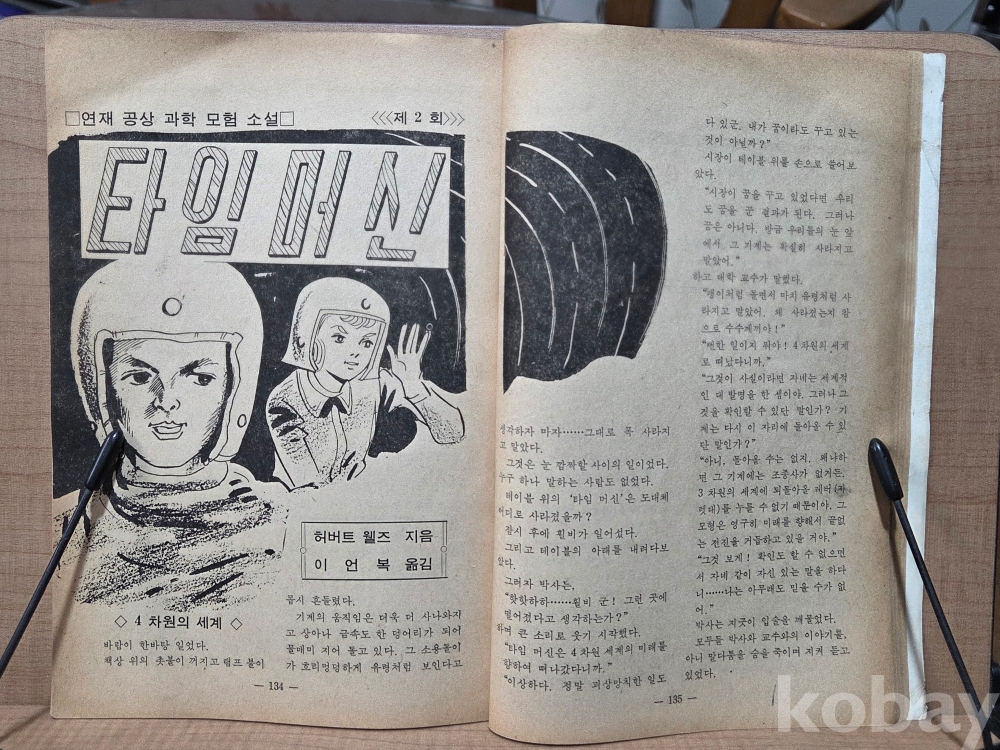 □연재 공상 과학 모험 소설□
<<<제 2 회>>>
타임머신
허버트 웰즈 지음
이 언 복 옮김
◇ 4 차원의 세계 ◇
바람이 한바탕 일었다.
책상 위의 촛불이 꺼지고 램프 불이
몹시 흔들렸다.
기계의 움직임은 더욱 더 사나와지
고 상아나 금속도 한 덩어리가 되어
물매미 지어 돌고 있다. 그 소용돌이
가 흐리멍덩하게 유령처럼 보인다고
— 134 —
생각하자 마자……그대로 폭 사라지
고 말았다.
그것은 눈 깜짝할 사이의 일이었다.
누구 하나 말하는 사람도 없었다.
테이블 위의 ‘타임 머신’은 도대체
어디로 사라졌을까?
잠시 후에 휠비가 일어섰다.
그리고 테이블의 아래를 내려다보
았다.
그러자 박사는,
“핫핫하하……휠비 군! 그런 곳에
떨어졌다고 생각하는가?”
하며 큰 소리로 웃기 시작했다.
“타임 머신은 4 차원 세계의 미래를
향하여 떠나갔다니까.”
“이상하다. 정말 괴상망칙한 일도
다 있군. 내가 꿈이라도 꾸고 있는
것이 아닐까?”
시장이 테이블 위를 손으로 쓸어보
았다.
“시장이 꿈을 꾸고 있었다면 우리
도 꿈을 꾼 결과가 된다. 그러나
꿈은 아니다. 방금 우리들의 눈 앞
에서 그 기계는 확실히 사라지고
말았어.”
하고 대학 교수가 말했다.
“팽이처럼 돌면서 마치 유령처럼 사
라지고 말았어. 왜 사라졌는지 참
으로 수수께끼야!”
“뻔한 일이지 뭐야! 4 차원의 세계
로 떠났다니까.”
“그것이 사실이라면 자네는 세계적
인 대 발명을 한 셈이야. 그러나 그
것을 확인할 수 있단 말인가? 기
계는 다시 이 자리에 돌아올 수 있
단 말인가?”
“아니, 돌아올 수는 없지. 왜냐하
면 그 기계에는 조종사가 없거든.
3 차원의 세계에 되돌아올 레버(지
렛대)를 누를 수 없기 때문이야. 그
모형은 영구히 미래를 향해서 끝없
는 전진을 거듭하고 있을 거야.”
“그것 보게! 확인도 할 수 없으면
서 자네 같이 자신 있는 말을 하다
니……나는 아무래도 믿을 수가 없
어.”
박사는 지긋이 입술을 깨물었다.
모두들 박사와 교수와의 이야기를,
아니 말다툼을 숨을 죽이며 지켜 듣고
있었다.
— 135 —
kobay